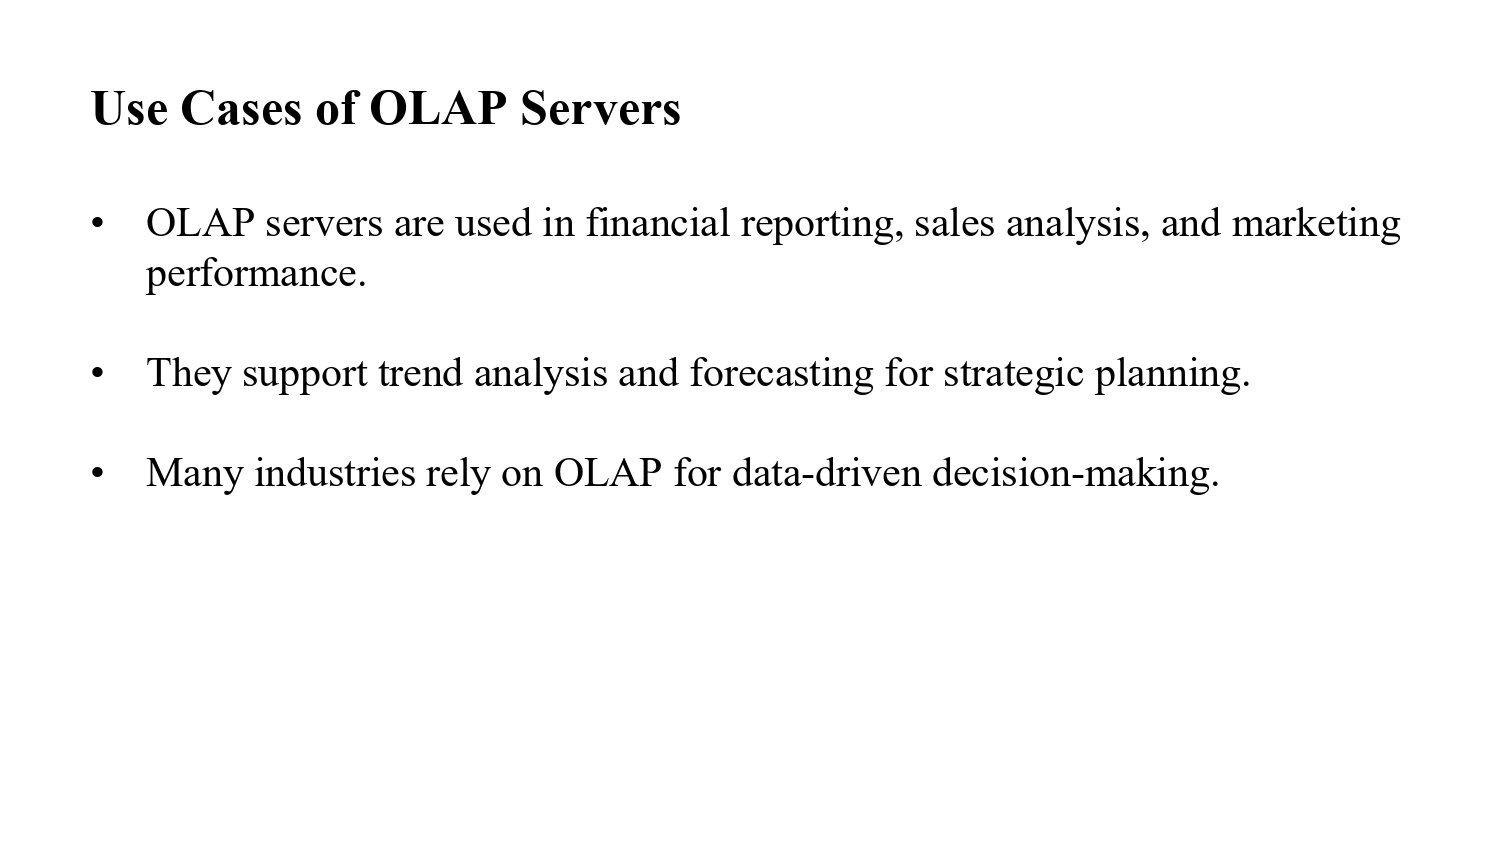 Use Cases of OLAP Servers
• OLAP servers are used in financial reporting, sales analysis, and marketing
performance.
• They support trend analysis and forecasting for strategic planning.
• Many industries rely on OLAP for data-driven decision-making.